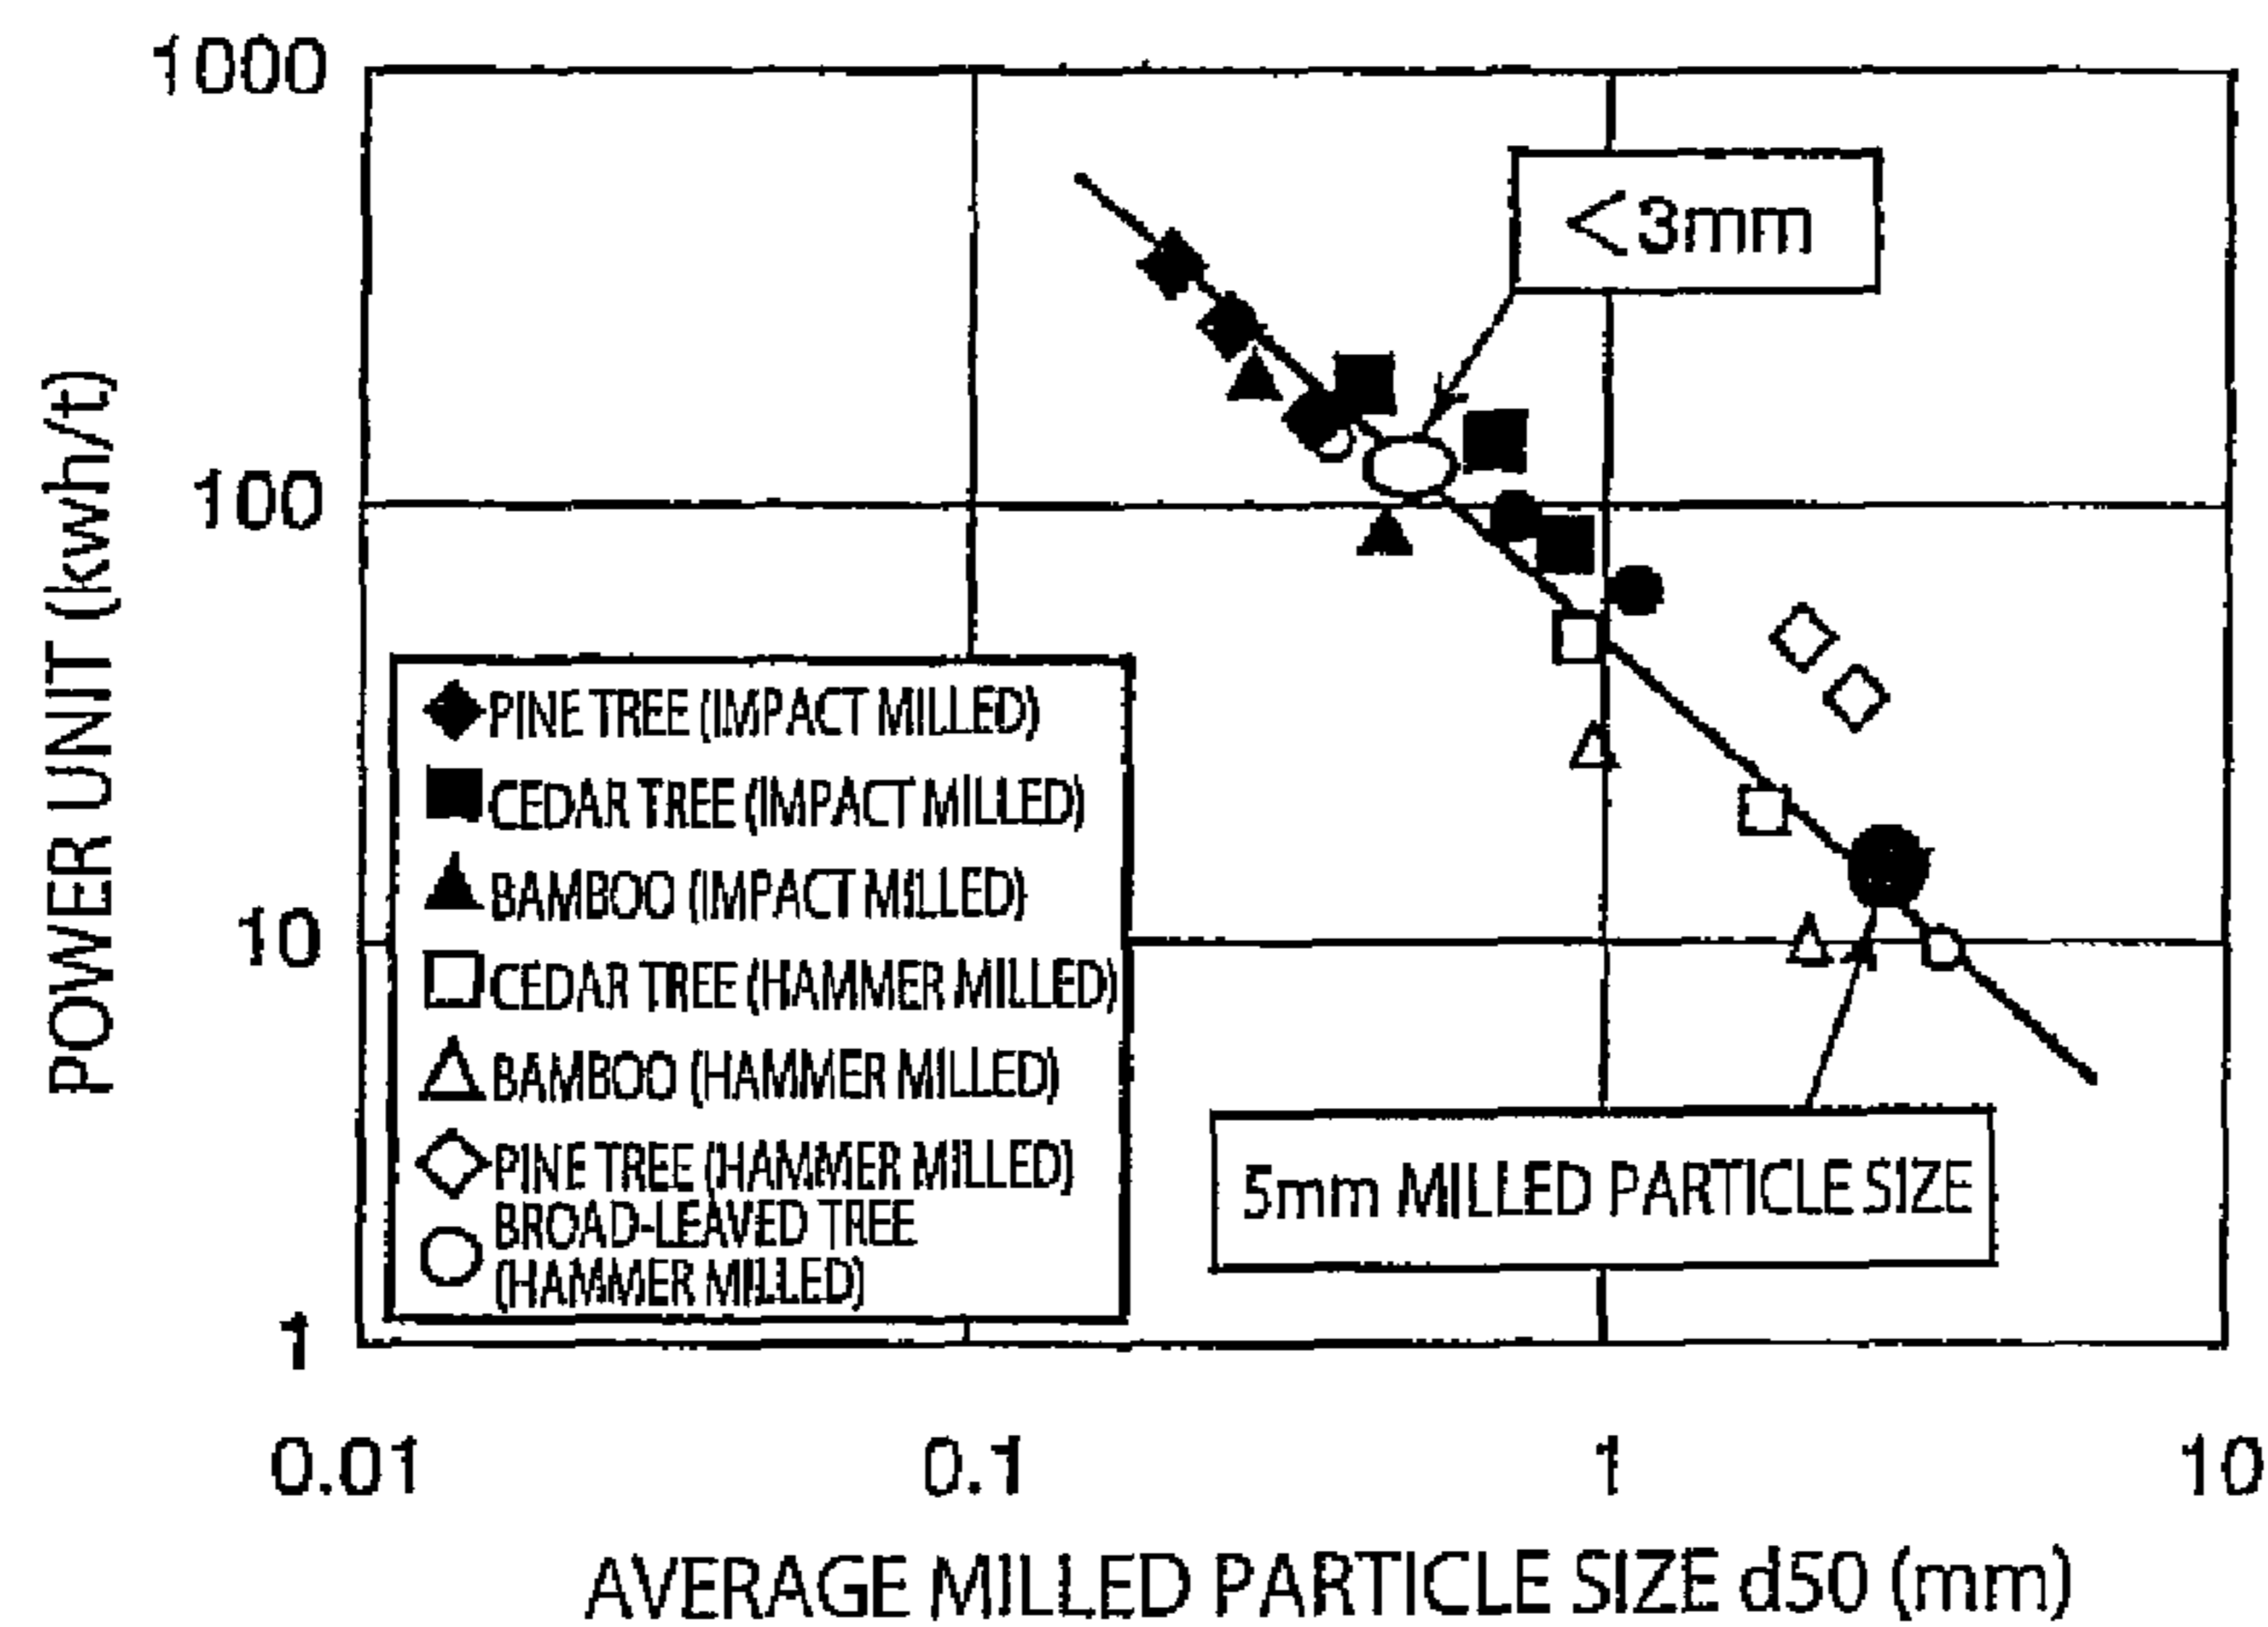 1000
<3mm
100
POWER UNIT (kwh/t)
PINE TREE (IMPACT MILLED)
CEDAR TREE (IMPACT MILLED)
BAMBOO (IMPACT MILLED)
10
CEDAR TREE (HAMMER MILLED)
BAMBOO (HAMMER MILLED)
PINE TREE (HAMMER MILLED)
BROAD-LEAVED TREE
(HAMMER MILLED)
5mm MILLED PARTICLE SIZE
1
0.01
0.1
1
10
AVERAGE MILLED PARTICLE SIZE d50 (mm)